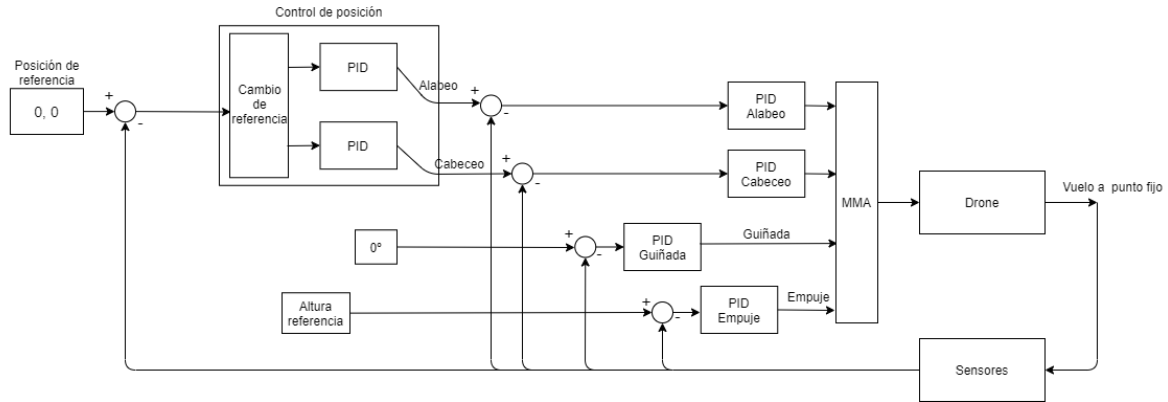 Control de posición
Posición de
referencia
0, 0
+
-
Cambio
de
referencia
PID
PID
Alabeo
Cabeceo
+
-
PID
Alabeo
+
-
PID
Cabeceo
MMA
Drone
Vuelo a punto fijo
0º
+
-
PID
Guiñada
Guiñada
Altura
referencia
+
-
PID
Empuje
Empuje
Sensores